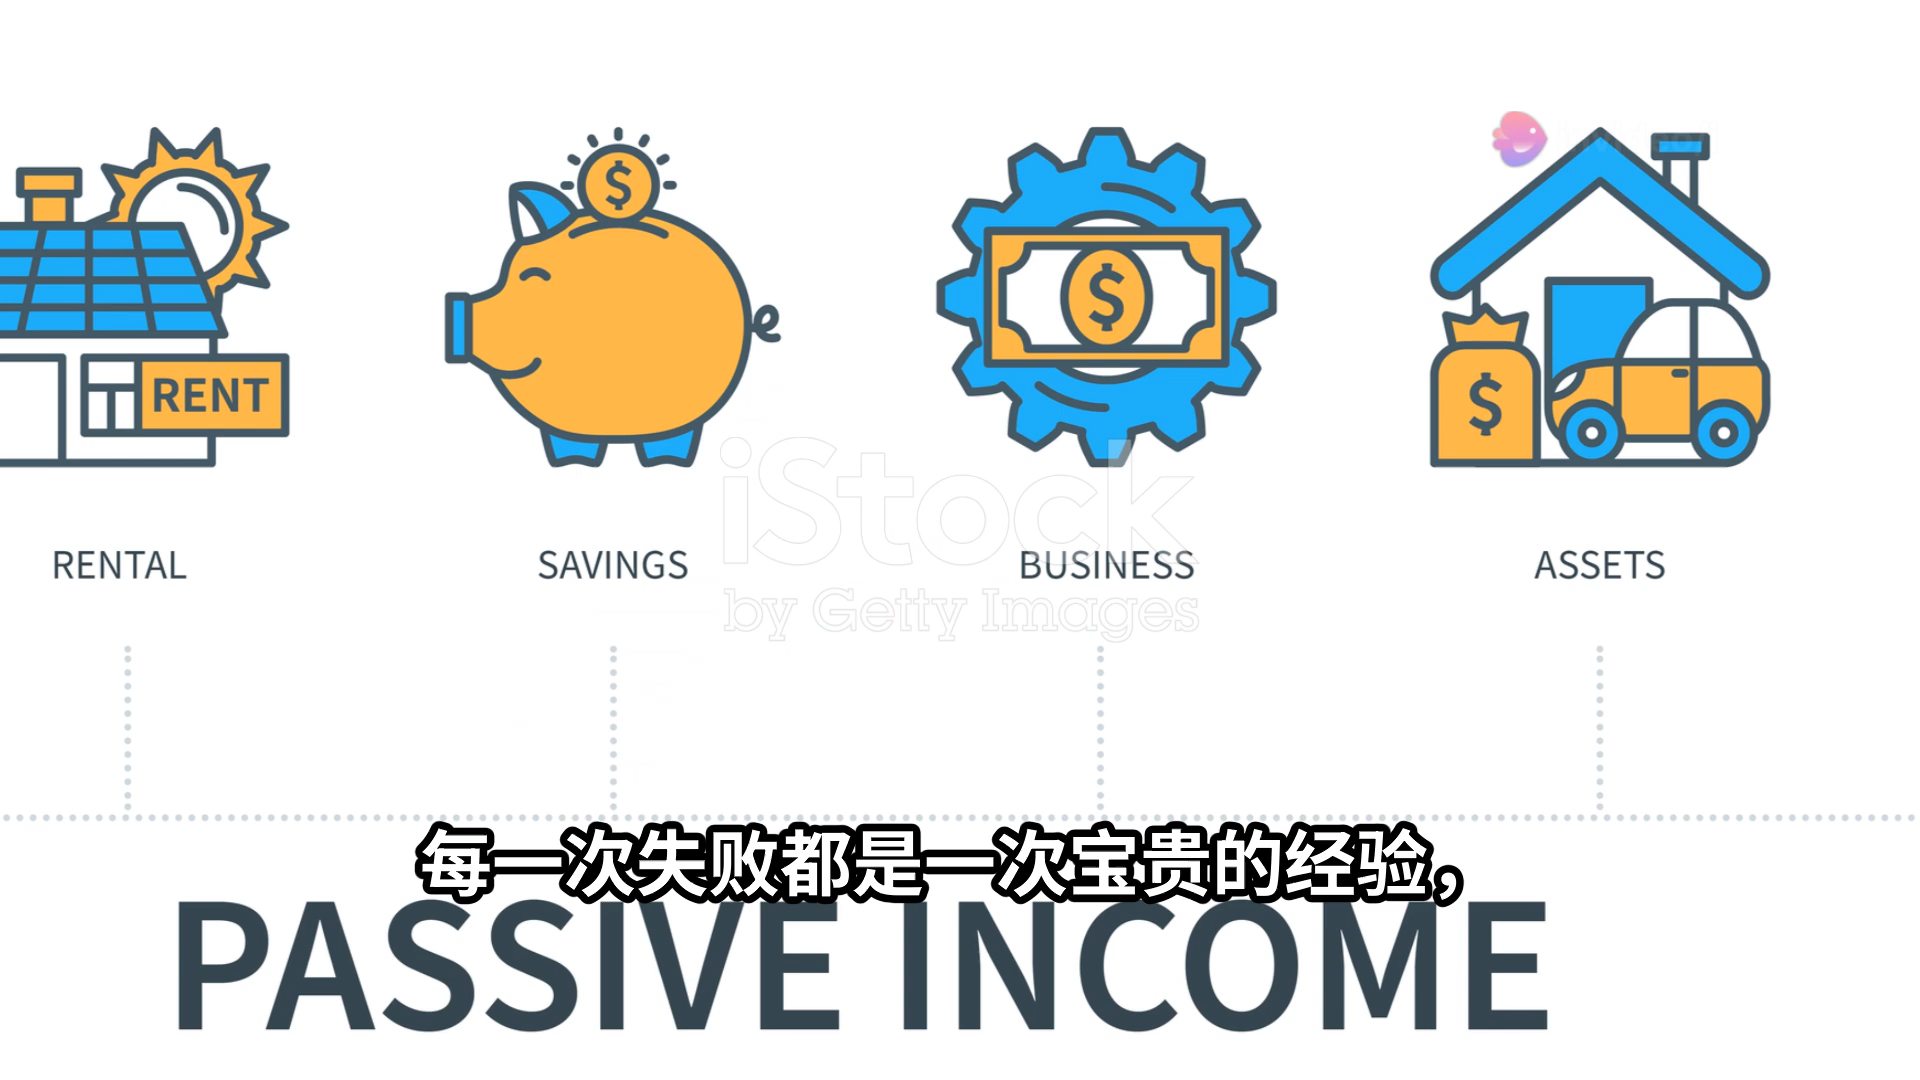 $
$
RENT
$
RENTAL
SAVINGS
BUSINESS
ASSETS
iStock
by Getty Images
每一次失败都是一次宝贵的经验，
PASSIVE INCOME